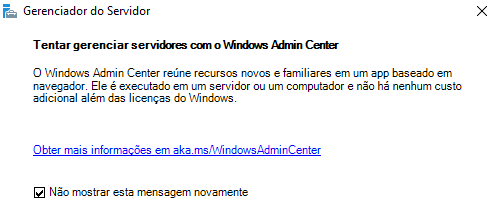 Gerenciador do Servidor
Tentar gerenciar servidores com o Windows Admin Center
O Windows Admin Center reúne recursos novos e familiares em um app baseado em
navegador. Ele é executado em um servidor ou um computador e não há nenhum custo
adicional além das licenças do Windows.
Obter mais informações em aka.ms/WindowsAdminCenter
Não mostrar esta mensagem novamente